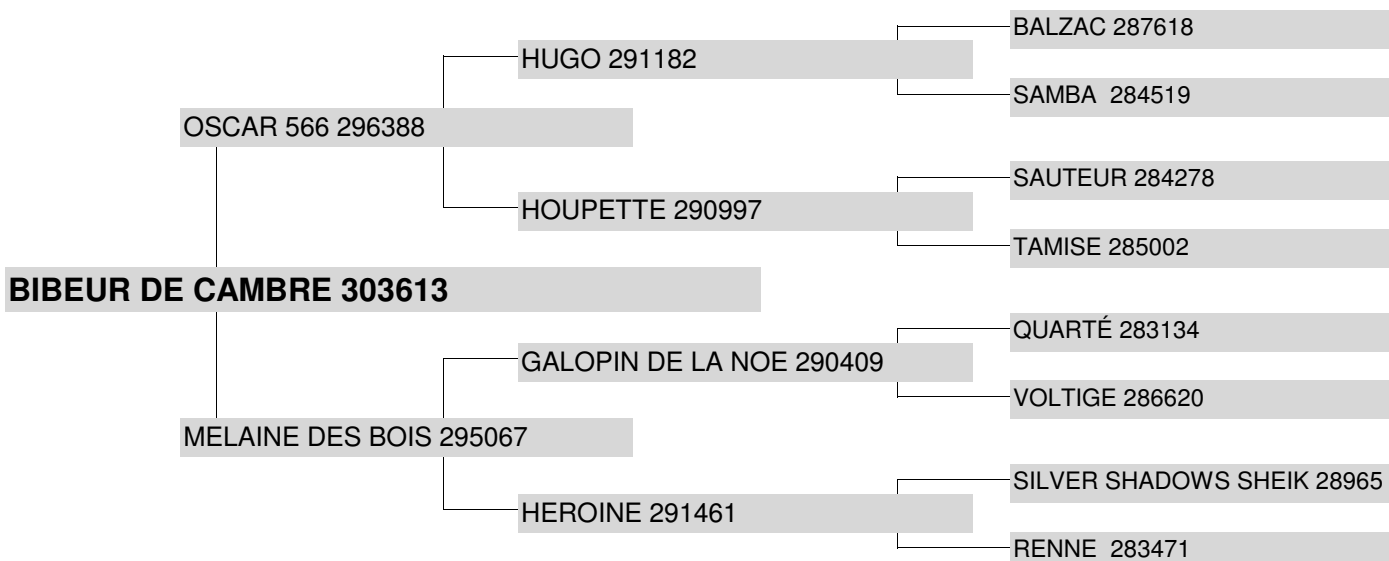 BALZAC 287618
HUGO 291182
SAMBA 284519
OSCAR 566 296388
SAUTEUR 284278
HOUPETTE 290997
TAMISE 285002
BIBEUR DE CAMBRE 303613
QUARTÉ 283134
GALOPIN DE LA NOE 290409
VOLTIGE 286620
MELAINE DES BOIS 295067
SILVER SHADOWS SHEIK 28965
HEROINE 291461
RENNE 283471